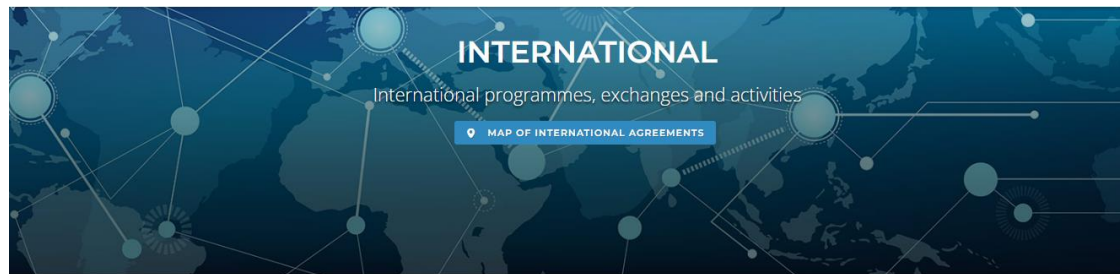 INTERNATIONAL
International programmes, exchanges and activities
MAP OF INTERNATIONAL AGREEMENTS